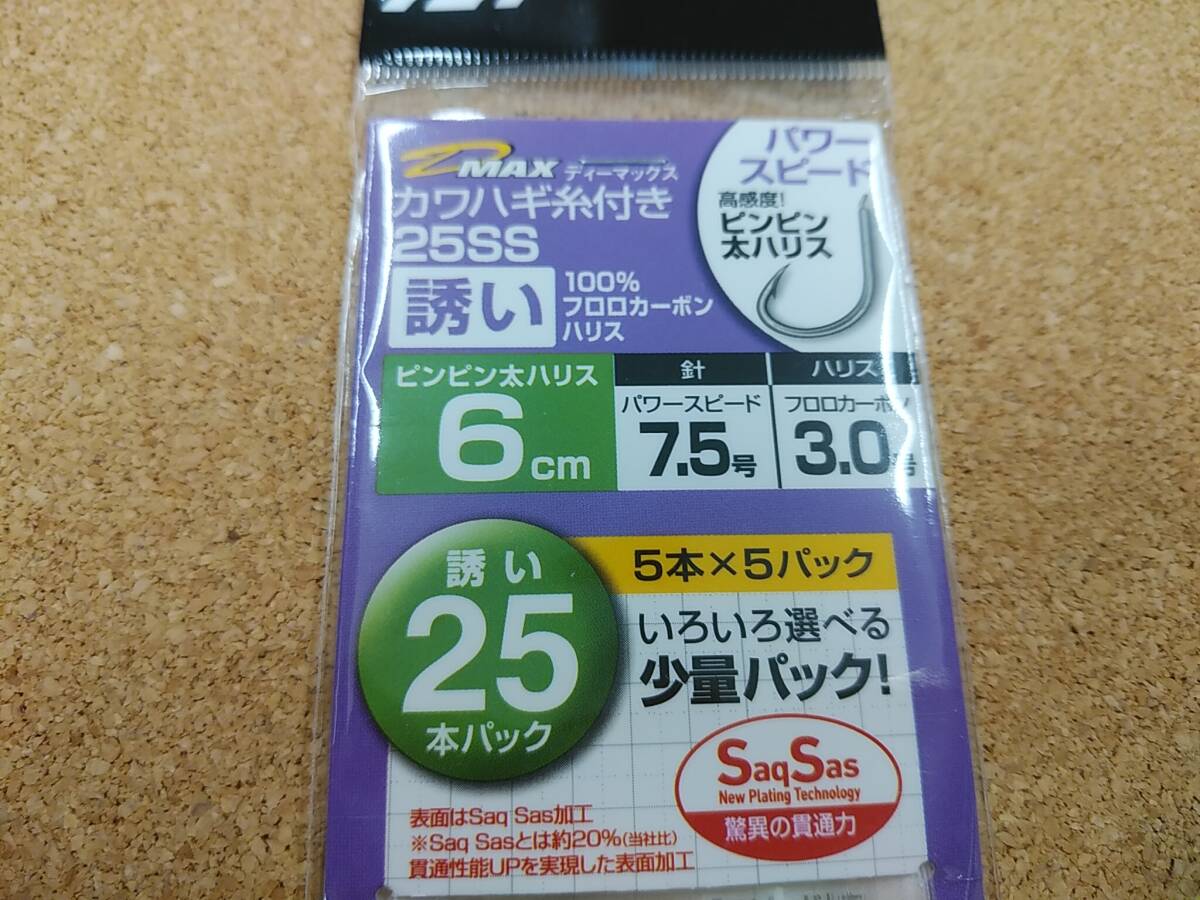 DMAX ディーマックス
カワハギ糸付き
25SS
誘い
100%
フロロカーボン
ハリス
パワー
スピード
高感度!
ピンピン
太ハリス
ピンピン太ハリス
6cm
針
パワースピード
7.5号
ハリス
フロロカーボン
3.0号
誘い
25
本パック
5本×5パック
いろいろ選べる
少量パック!
SaqSas
New Plating Technology
驚異の貫通力
表面はSaq Sas加工
※Saq Sasとは約20%(当社比)
貫通性能UPを実現した表面加工